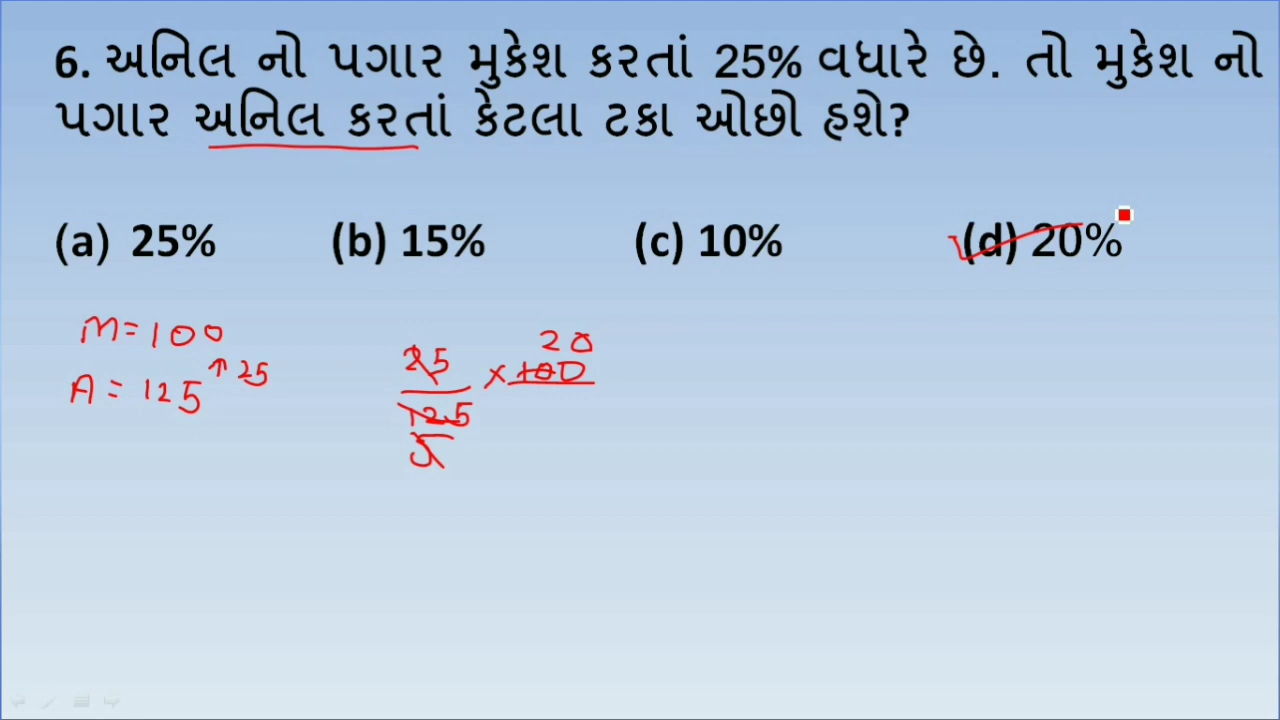 6. અનિલ નો પગાર મુકેશ કરતાં 25% વધારે છે. તો મુકેશ નો
પગાર અનિલ કરતાં કેટલા ટકા ઓછો હશે?
(a) 25% (b) 15% (c) 10% (d) 20%
M = 100
A = 125 ↑ 25
20
25 × 100
125
5